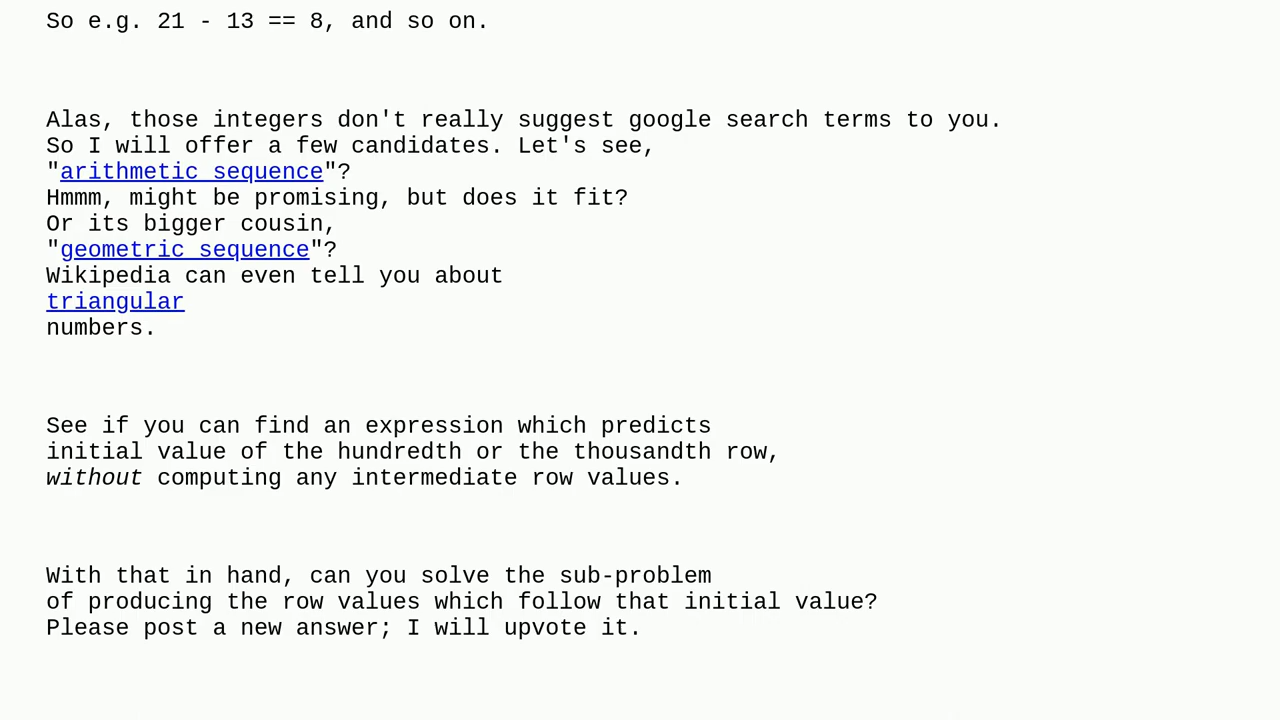 So e.g. 21 - 13 == 8, and so on.
Alas, those integers don't really suggest google search terms to you.
So I will offer a few candidates. Let's see,
"arithmetic sequence"?
Hmmm, might be promising, but does it fit?
Or its bigger cousin,
"geometric sequence"?
Wikipedia can even tell you about
triangular
numbers.
See if you can find an expression which predicts
initial value of the hundredth or the thousandth row,
without computing any intermediate row values.
With that in hand, can you solve the sub-problem
of producing the row values which follow that initial value?
Please post a new answer; I will upvote it.